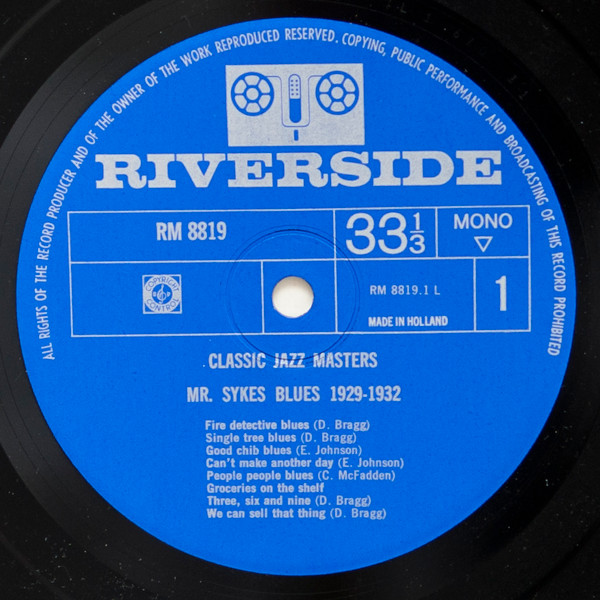 ALL RIGHTS OF THE RECORD PRODUCER AND OF THE OWNER OF THE WORK REPRODUCED RESERVED. COPYING, PUBLIC PERFORMANCE AND BROADCASTING OF THIS RECORD PROHIBITED
RIVERSIDE
RM 8819
33 1/3
MONO
COPYRIGHT
CONTROL
RM 8819.1 L
MADE IN HOLLAND
1
CLASSIC JAZZ MASTERS
MR. SYKES BLUES 1929-1932
Fire detective blues (D. Bragg)
Single tree blues (D. Bragg)
Good chib blues (E. Johnson)
Can't make another day (E. Johnson)
People people blues (C. McFadden)
Groceries on the shelf
Three, six and nine (D. Bragg)
We can sell that thing (D. Bragg)